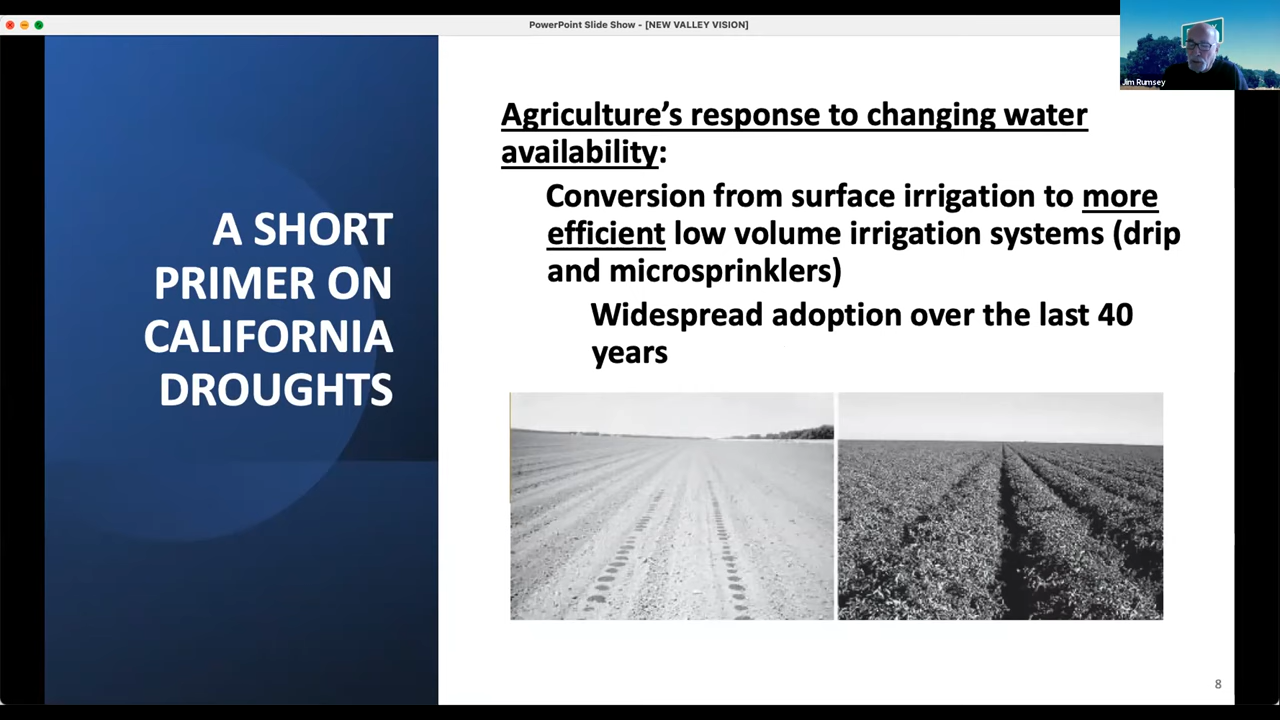 PowerPoint Slide Show - [NEW VALLEY VISION]
Jim Rumsey
A SHORT
PRIMER ON
CALIFORNIA
DROUGHTS
Agriculture’s response to changing water
availability:
Conversion from surface irrigation to more
efficient low volume irrigation systems (drip
and microsprinklers)
Widespread adoption over the last 40
years
8